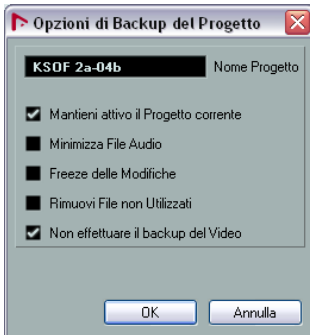 Opzioni di Backup del Progetto
KSOF 2a-04b Nome Progetto
Mantieni attivo il Progetto corrente
Minimizza File Audio
Freeze delle Modifiche
Rimuovi File non Utilizzati
Non effettuare il backup del Video
OK Annulla